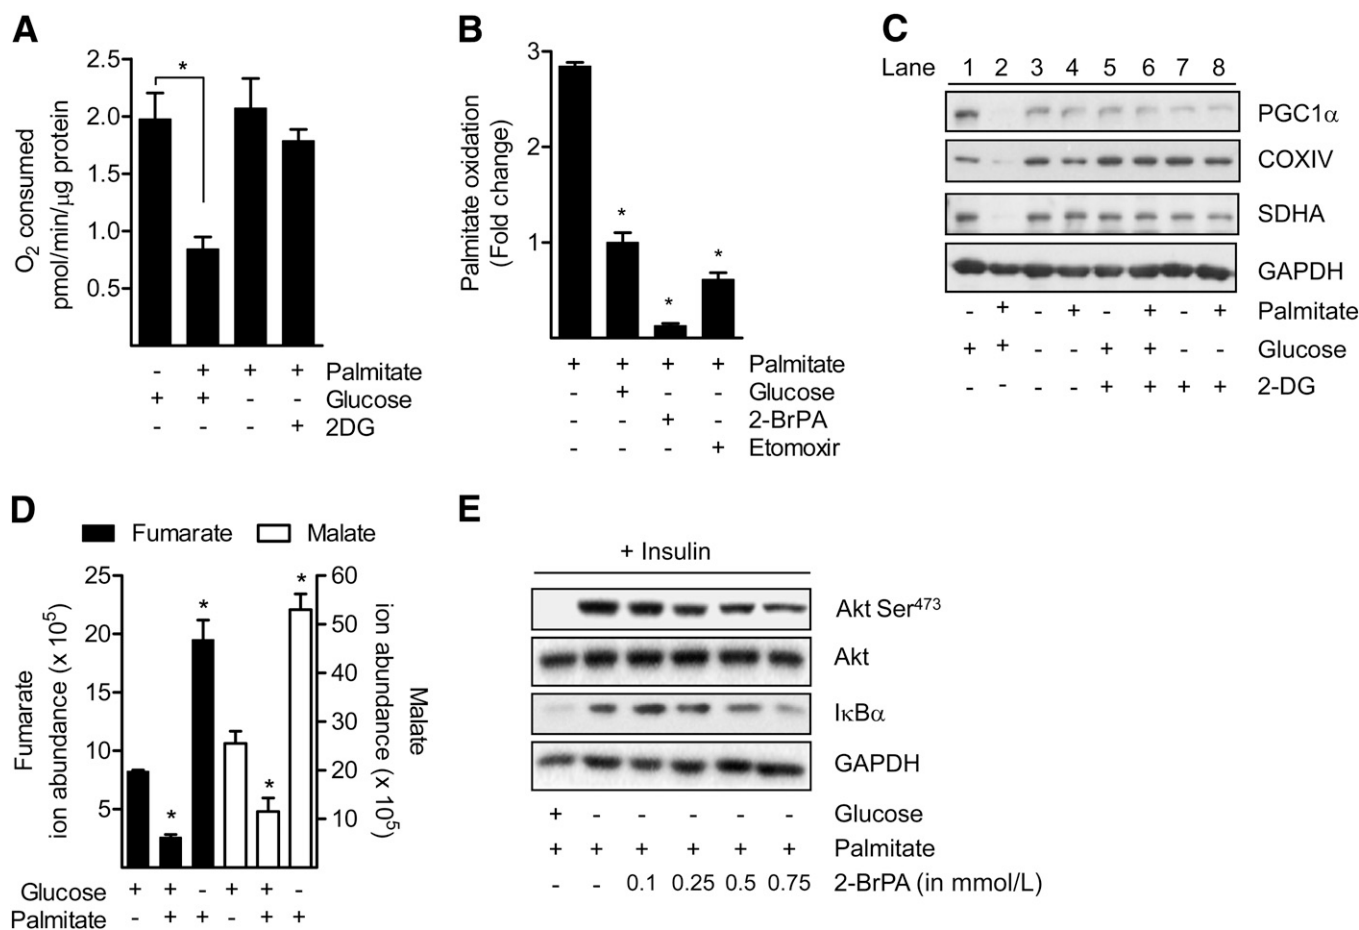 A
O2 consumed
pmol/min/μg protein
2.5
2.0
1.5
1.0
0.5
*
- + + + Palmitate
+ + - - Glucose
- - - + 2DG
B
Palmitate oxidation
(Fold change)
3
2
1
* * *
+ + + + Palmitate
- + - - Glucose
- - + - 2-BrPA
- - - + Etomoxir
C
Lane 1 2 3 4 5 6 7 8
PGC1α
COXIV
SDHA
GAPDH
- + - + - + - + Palmitate
+ + - - + + - - Glucose
- - - - + + + + 2-DG
D
Fumarate Malate
Fumarate
ion abundance (x 10^5)
25
20
15
10
5
* * * *
60
50
40
30
20
10
Malate
ion abundance (x 10^5)
Glucose + + - + + -
Palmitate - + + - + +
E
+ Insulin
Akt Ser473
Akt
IκBα
GAPDH
+ - - - - - Glucose
+ + + + + + Palmitate
- - 0.1 0.25 0.5 0.75 2-BrPA (in mmol/L)